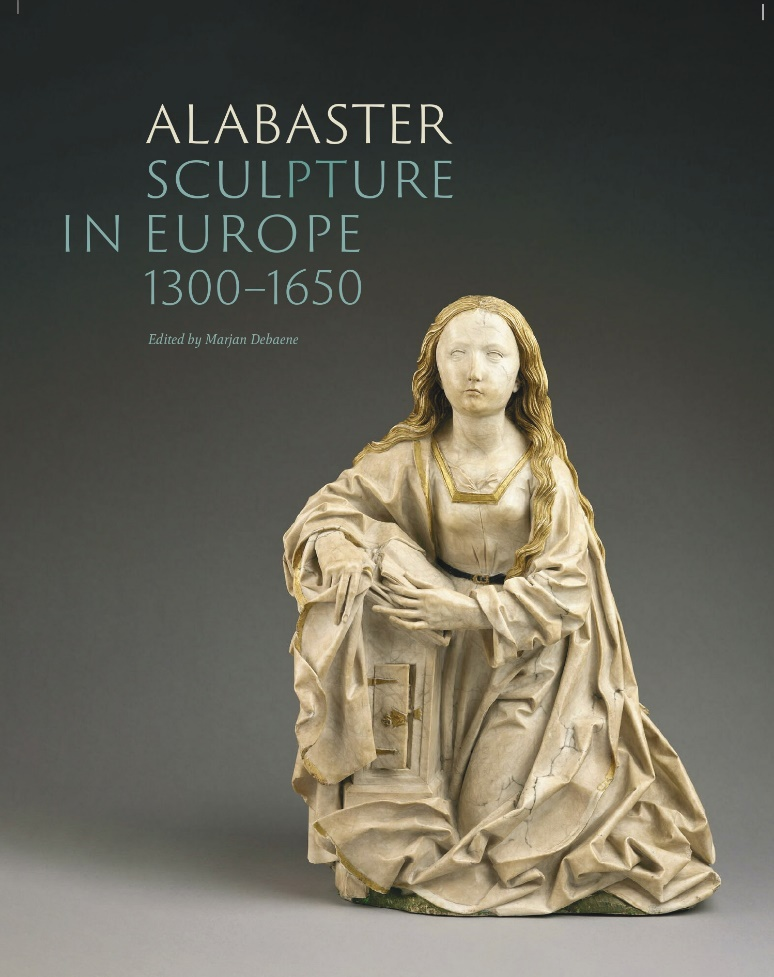 ALABASTER
SCULPTURE
IN EUROPE
1300–1650
Edited by Marjan Debaene